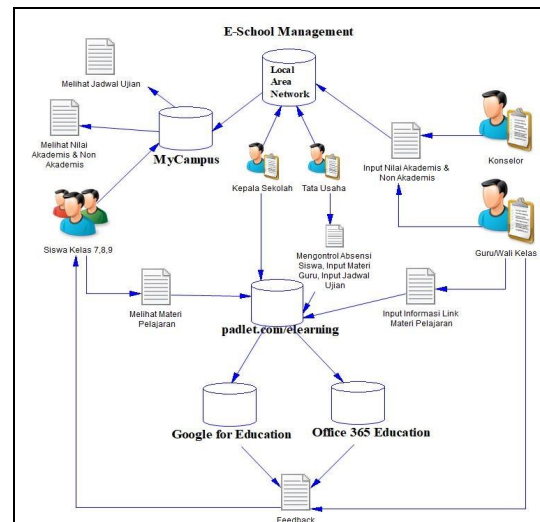 E-School Management
Local
Area
Network
Melihat Jadwal Ujian
Melihat Nilai
Akademis & Non
Akademis
MyCampus
Kepala Sekolah
Tata Usaha
Input Nilai Akademis &
Non Akademis
Konselor
Siswa Kelas 7,8,9
Mengontrol Absensi
Siswa, Input Materi
Guru, Input Jadwal
Ujian
Guru/Wali Kelas
Melihat Materi
Pelajaran
padlet.com/elearning
Input Informasi Link
Materi Pelajaran
Google for Education
Office 365 Education
Feedback